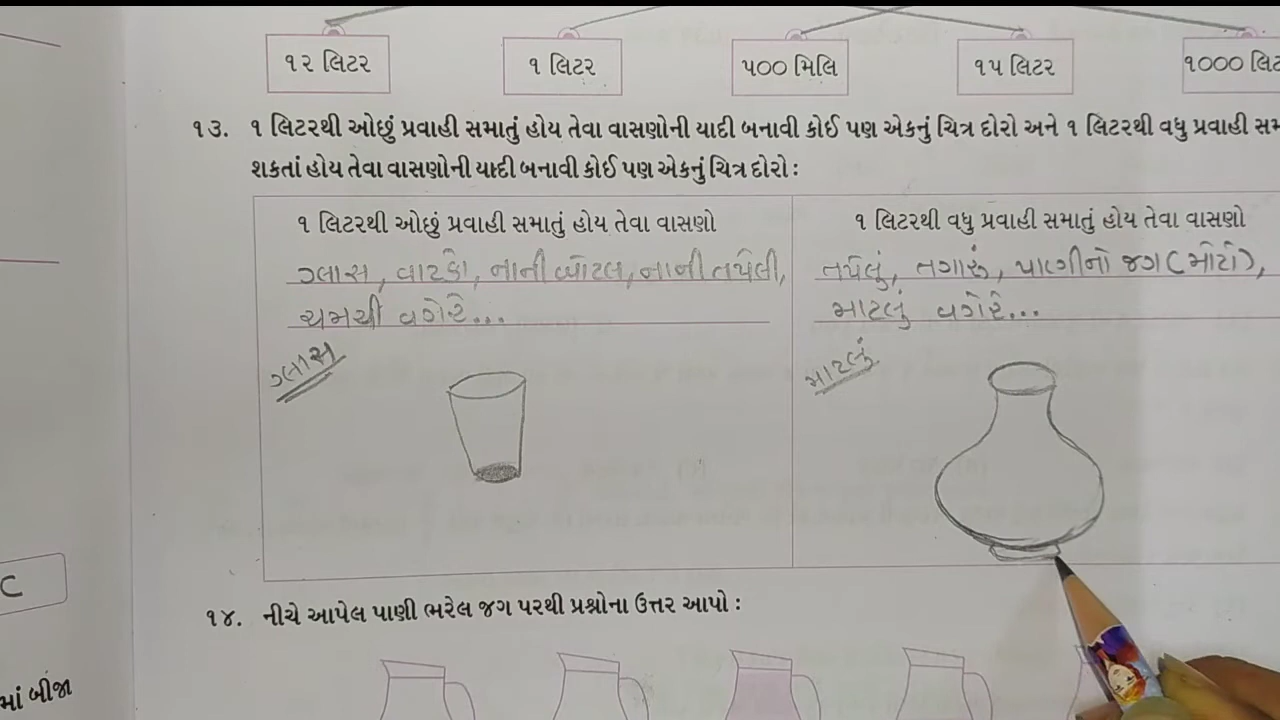 ૧૨ લિટર
૧ લિટર
૫૦૦ મિલિ
૧૫ લિટર
૧૦૦૦ લિટ
૧૩. ૧ લિટરથી ઓછું પ્રવાહી સમાતું હોય તેવા વાસણોની યાદી બનાવી કોઈ પણ એકનું ચિત્ર દોરો અને ૧ લિટરથી વધુ પ્રવાહી સમ
શકતાં હોય તેવા વાસણોની યાદી બનાવી કોઈ પણ એકનું ચિત્ર દોરો :
૧ લિટરથી ઓછું પ્રવાહી સમાતું હોય તેવા વાસણો
ગ્લાસ, વાટકો, નાની બોટલ, નાની તપેલી,
ચમચી વગેરે...
ગ્લાસ
૧ લિટરથી વધુ પ્રવાહી સમાતું હોય તેવા વાસણો
તપેલું, તગારું, પાણીનો જગ (મોટો),
માટલું વગેરે...
માટલું
૧૪. નીચે આપેલ પાણી ભરેલ જગ પરથી પ્રશ્નોના ઉત્તર આપો :
C
માં બીજા